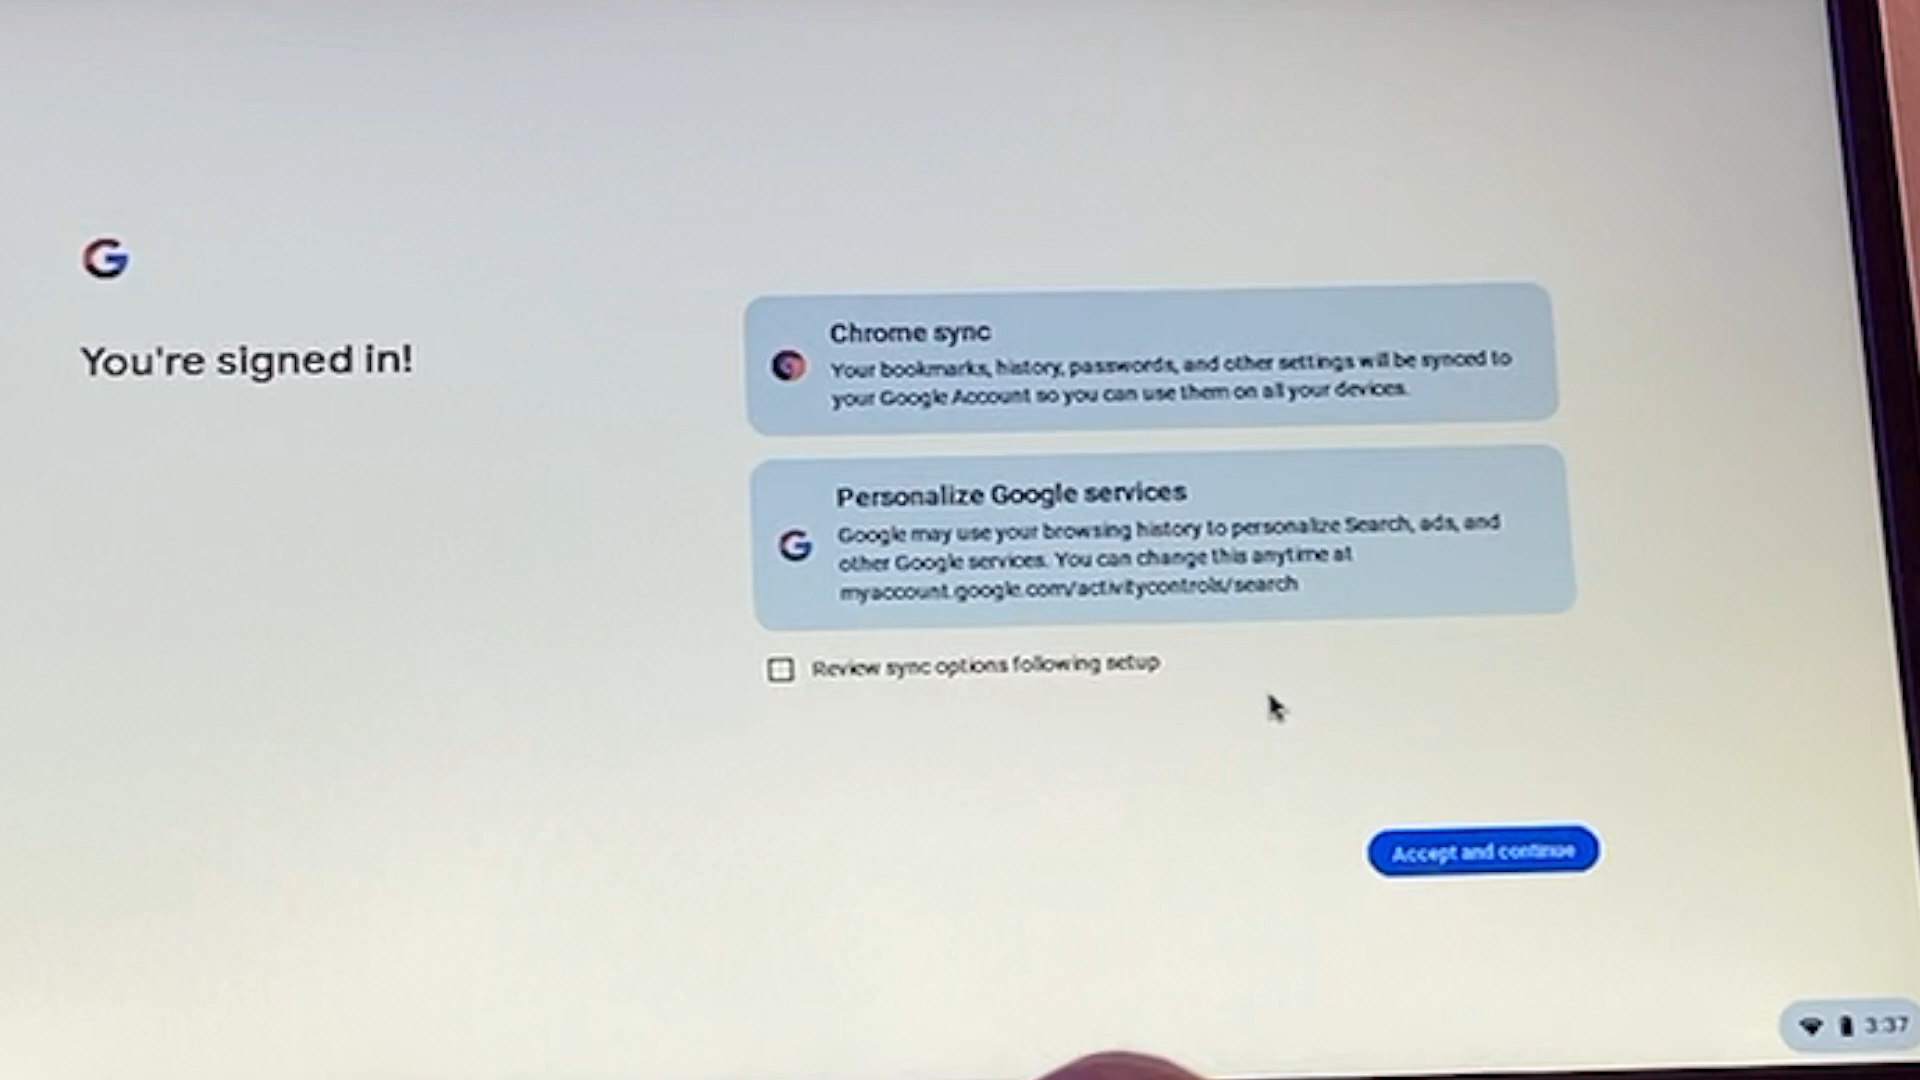 You're signed in!
Chrome sync
Your bookmarks, history, passwords, and other settings will be synced to
your Google Account so you can use them on all your devices.
Personalize Google services
Google may use your browsing history to personalize Search, ads, and
other Google services. You can change this anytime at
myaccount.google.com/activitycontrols/search
Review sync options following setup
Accept and continue
3:37